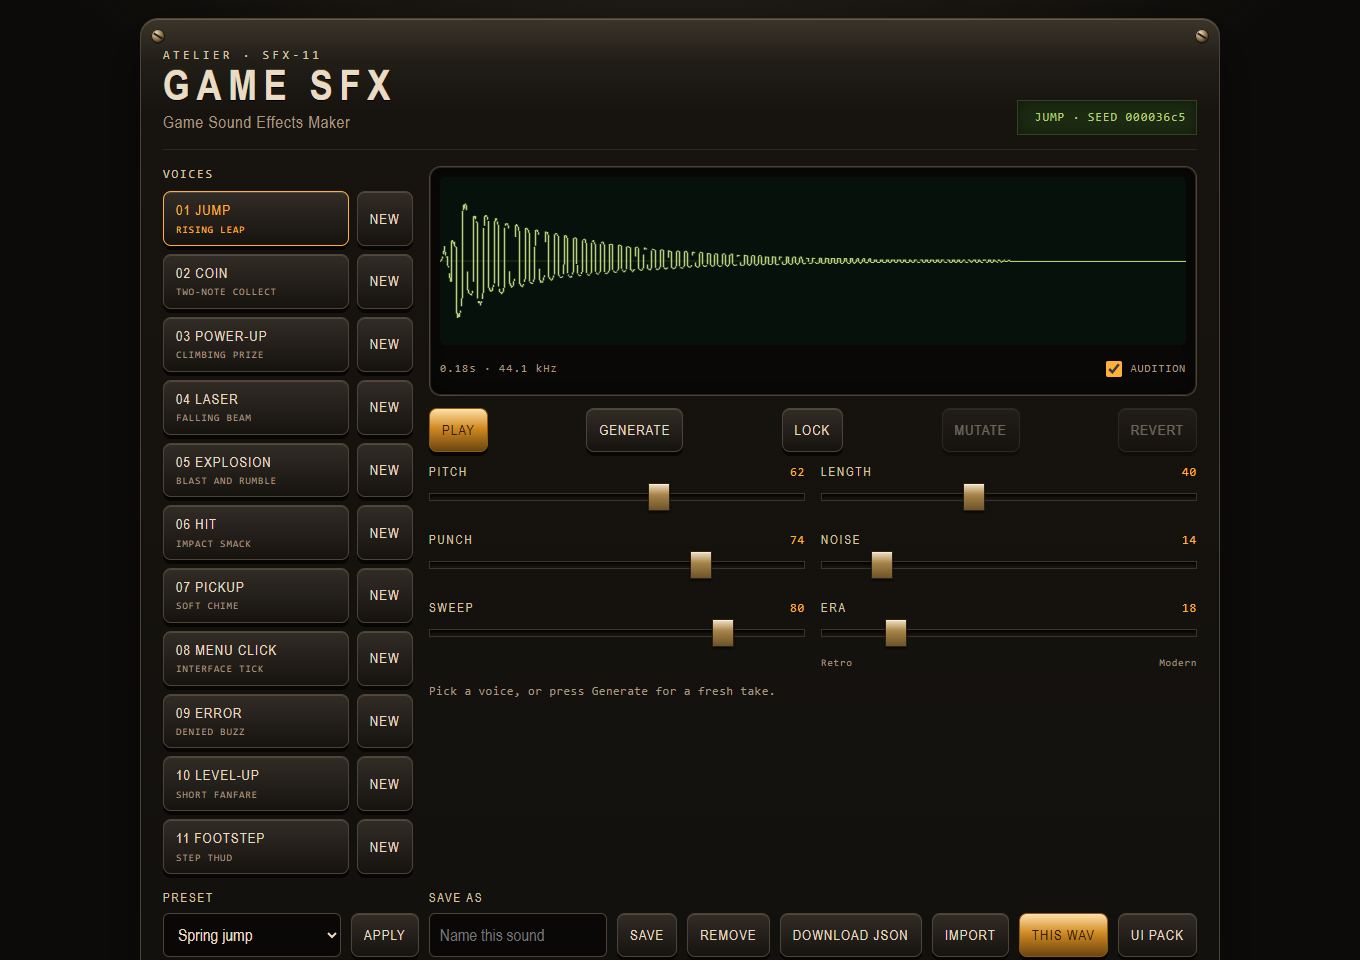 ATELIER · SFX-11
GAME SFX
Game Sound Effects Maker
JUMP · SEED 000036c5
VOICES
01 JUMP
RISING LEAP
NEW
02 COIN
TWO-NOTE COLLECT
NEW
03 POWER-UP
CLIMBING PRIZE
NEW
04 LASER
FALLING BEAM
NEW
05 EXPLOSION
BLAST AND RUMBLE
NEW
06 HIT
IMPACT SMACK
NEW
07 PICKUP
SOFT CHIME
NEW
08 MENU CLICK
INTERFACE TICK
NEW
09 ERROR
DENIED BUZZ
NEW
10 LEVEL-UP
SHORT FANFARE
NEW
11 FOOTSTEP
STEP THUD
NEW
0.18s · 44.1 kHz
AUDITION
PLAY GENERATE LOCK MUTATE REVERT
PITCH 62
LENGTH 40
PUNCH 74
NOISE 14
SWEEP 80
ERA 18
Retro Modern
Pick a voice, or press Generate for a fresh take.
PRESET
Spring jump APPLY
SAVE AS
Name this sound SAVE REMOVE DOWNLOAD JSON IMPORT THIS WAV UI PACK